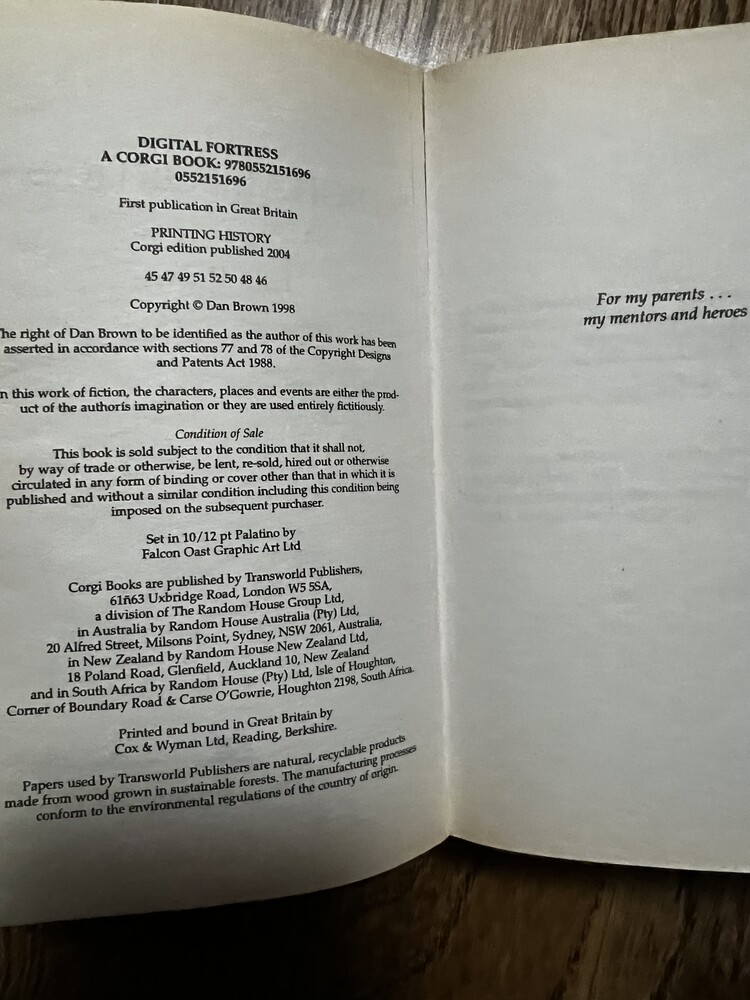 DIGITAL FORTRESS
A CORGI BOOK: 9780552151696
0552151696
First publication in Great Britain
PRINTING HISTORY
Corgi edition published 2004
45 47 49 51 52 50 48 46
Copyright © Dan Brown 1998
he right of Dan Brown to be identified as the author of this work has been
asserted in accordance with sections 77 and 78 of the Copyright Designs
and Patents Act 1988.
n this work of fiction, the characters, places and events are either the prod-
uct of the authorís imagination or they are used entirely fictitiously.
Condition of Sale
This book is sold subject to the condition that it shall not,
by way of trade or otherwise, be lent, re-sold, hired out or otherwise
circulated in any form of binding or cover other than that in which it is
published and without a similar condition including this condition being
imposed on the subsequent purchaser.
Set in 10/12 pt Palatino by
Falcon Oast Graphic Art Ltd
Corgi Books are published by Transworld Publishers,
61ñ63 Uxbridge Road, London W5 5SA,
a division of The Random House Group Ltd,
in Australia by Random House Australia (Pty) Ltd,
20 Alfred Street, Milsons Point, Sydney, NSW 2061, Australia,
in New Zealand by Random House New Zealand Ltd,
18 Poland Road, Glenfield, Auckland 10, New Zealand
and in South Africa by Random House (Pty) Ltd, Isle of Houghton,
Corner of Boundary Road & Carse O'Gowrie, Houghton 2198, South Africa.
Printed and bound in Great Britain by
Cox & Wyman Ltd, Reading, Berkshire.
Papers used by Transworld Publishers are natural, recyclable products
made from wood grown in sustainable forests. The manufacturing processes
conform to the environmental regulations of the country of origin.
For my parents . . .
my mentors and heroes